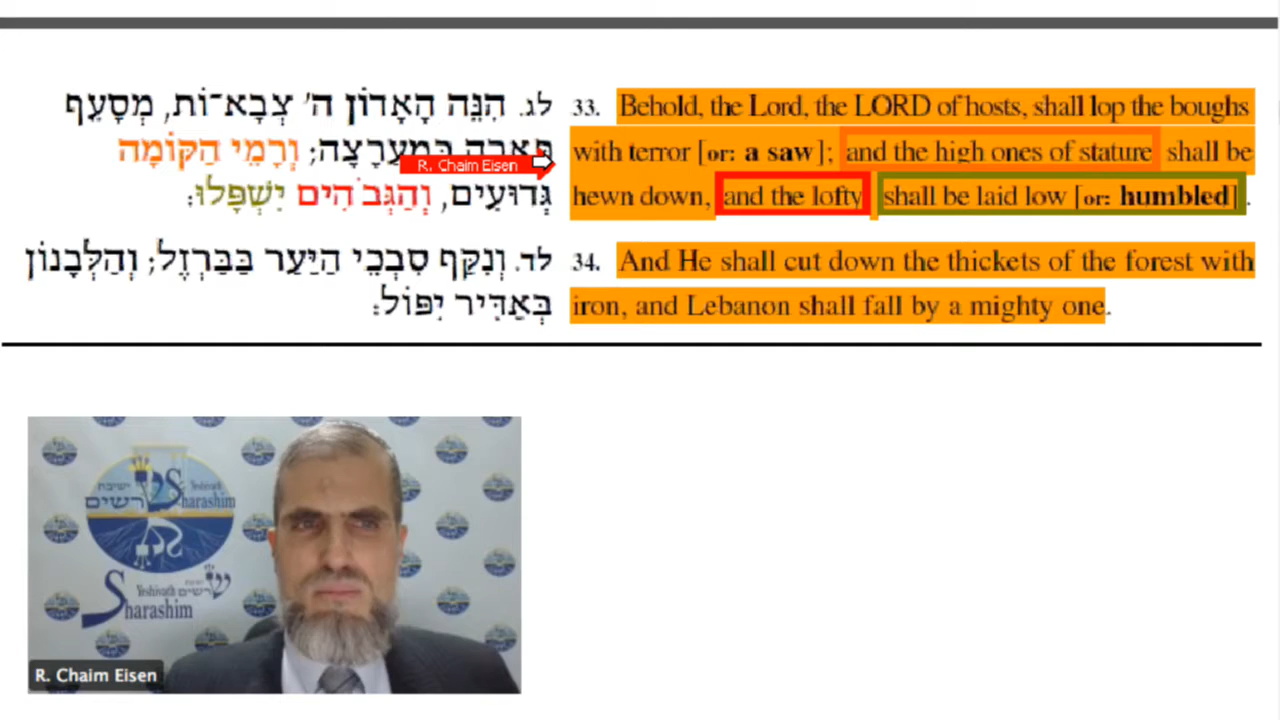 לג. הִנֵּה הָאָדוֹן ה' צְבָא־וֹת, מְסָעֵף
בְּמַעֲרָצָה; וְרָמֵי הַקּוֹמָה
גְּדוּעִים, וְהַגְּבֹהִים יִשְׁפָּלוּ:
33. Behold, the Lord, the LORD of hosts, shall lop the boughs
with terror [or: a saw]; and the high ones of stature shall be
hewn down, and the lofty shall be laid low [or: humbled].
R. Chaim Eisen
לד. וְנִקַּף סִבְכֵי הַיַּעַר בַּבַּרְזֶל; וְהַלְּבָנוֹן
בְּאַדִּיר יִפּוֹל:
34. And He shall cut down the thickets of the forest with
iron, and Lebanon shall fall by a mighty one.
ישיבת שרשים
Yeshivath Sharashim
Yeshivath שרשים
Sharashim
R. Chaim Eisen